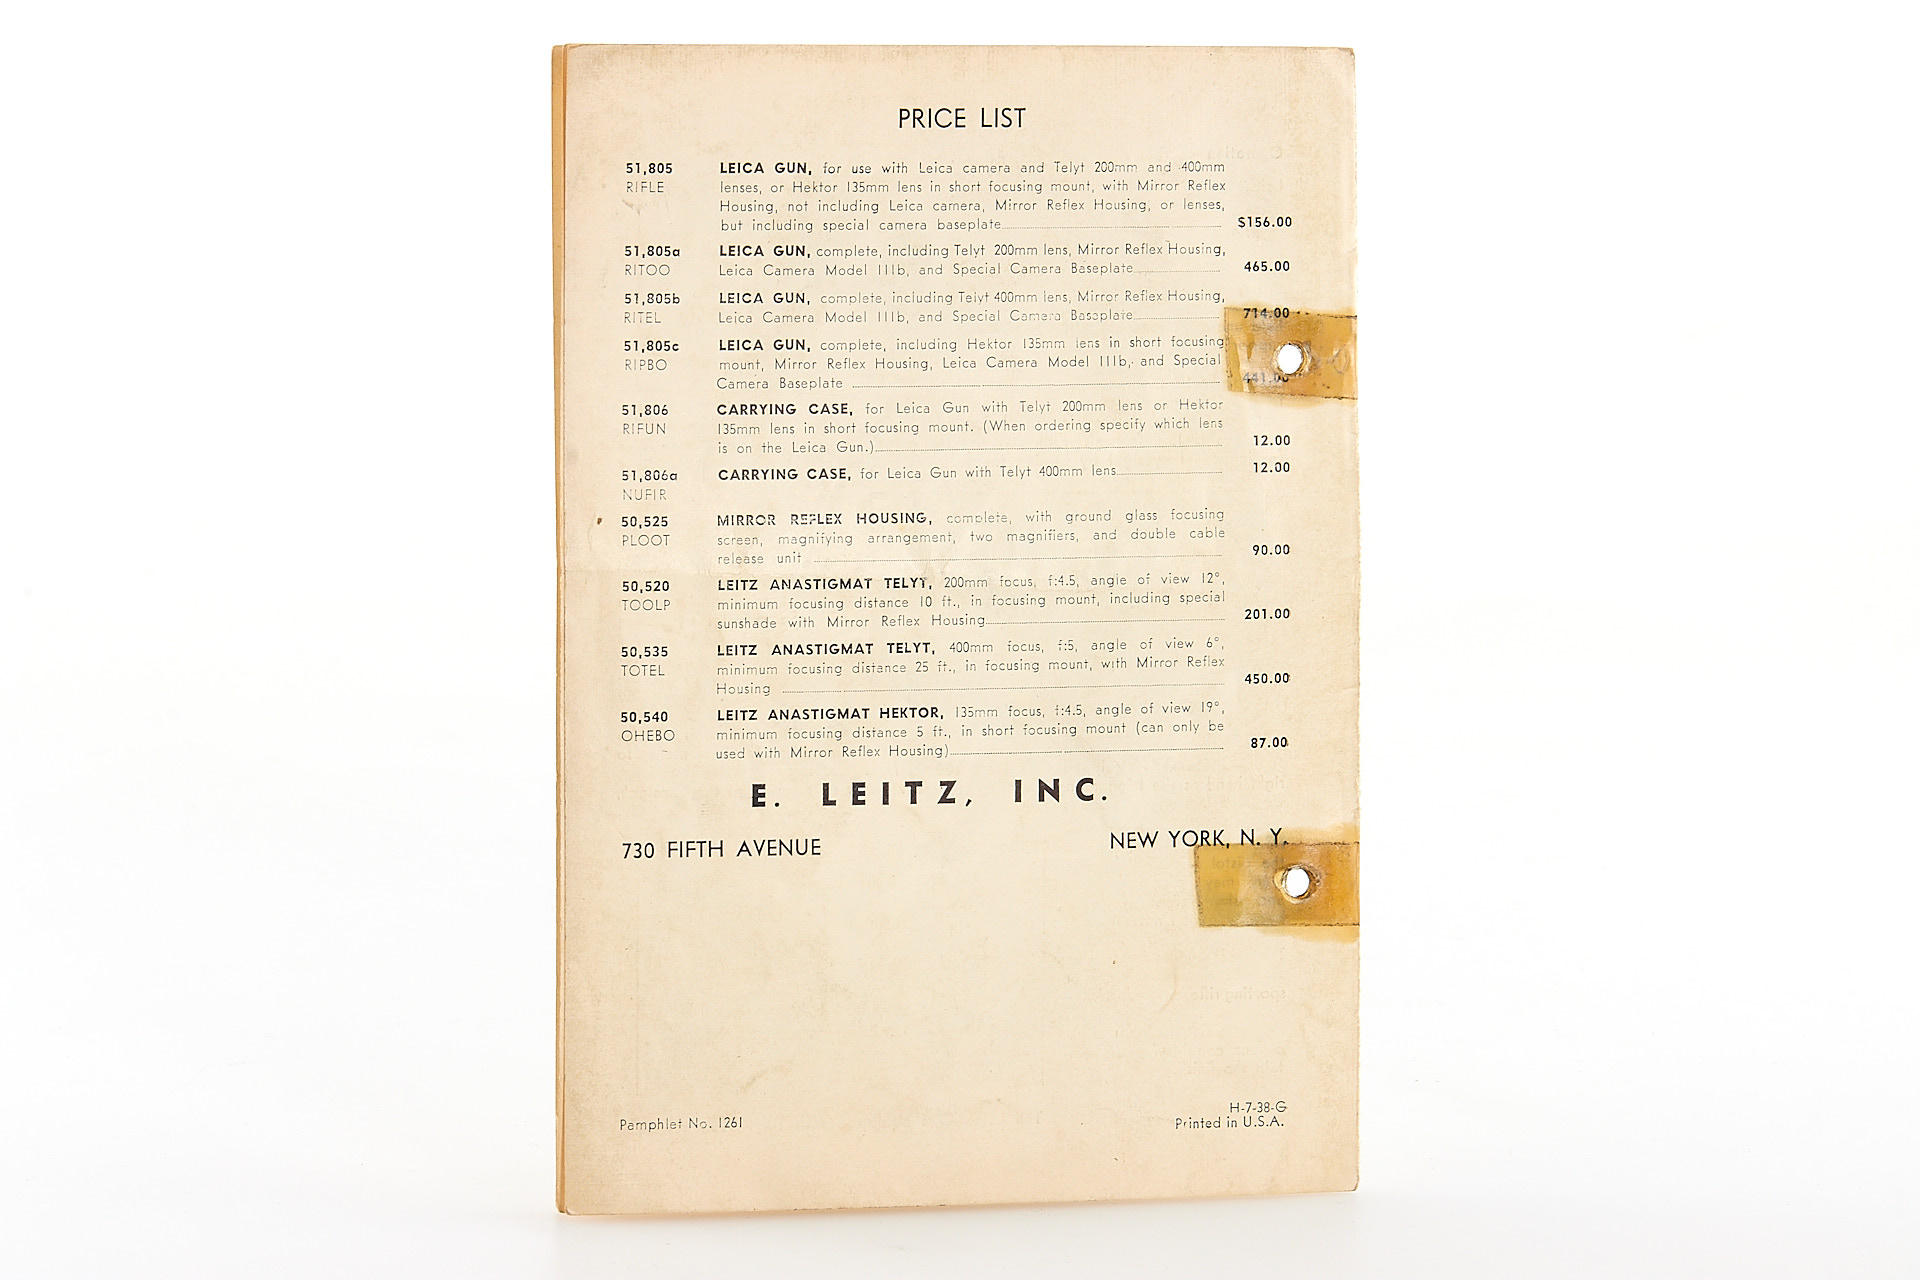 PRICE LIST
51,805 LEICA GUN, for use with Leica camera and Telyt 200mm and 400mm
RIFLE lenses, or Hektor 135mm lens in short focusing mount, with Mirror Reflex
Housing, not including Leica camera, Mirror Reflex Housing, or lenses,
but including special camera baseplate $156.00
51,805a LEICA GUN, complete, including Telyt 200mm lens, Mirror Reflex Housing,
RITOO Leica Camera Model IIIb, and Special Camera Baseplate 465.00
51,805b LEICA GUN, complete, including Telyt 400mm lens, Mirror Reflex Housing,
RITEL Leica Camera Model IIIb, and Special Camera Baseplate 714.00
51,805c LEICA GUN, complete, including Hektor 135mm lens in short focusing
RIPBO mount, Mirror Reflex Housing, Leica Camera Model IIIb, and Special
Camera Baseplate 441.00
51,806 CARRYING CASE, for Leica Gun with Telyt 200mm lens or Hektor
RIFUN 135mm lens in short focusing mount. (When ordering specify which lens
is on the Leica Gun.) 12.00
51,806a CARRYING CASE, for Leica Gun with Telyt 400mm lens 12.00
NUFIR
50,525 MIRROR REFLEX HOUSING, complete, with ground glass focusing
PLOOT screen, magnifying arrangement, two magnifiers, and double cable
release unit 90.00
50,520 LEITZ ANASTIGMAT TELYT, 200mm focus, f:4.5, angle of view 12°,
TOOLP minimum focusing distance 10 ft., in focusing mount, including special
sunshade with Mirror Reflex Housing 201.00
50,535 LEITZ ANASTIGMAT TELYT, 400mm focus, f:5, angle of view 6°,
TOTEL minimum focusing distance 25 ft., in focusing mount, with Mirror Reflex
Housing 450.00
50,540 LEITZ ANASTIGMAT HEKTOR, 135mm focus, f:4.5, angle of view 19°,
OHEBO minimum focusing distance 5 ft., in short focusing mount (can only be
used with Mirror Reflex Housing) 87.00
E. LEITZ, INC.
730 FIFTH AVENUE NEW YORK, N. Y.
Pamphlet No. 1261
H-7-38-G
Printed in U.S.A.